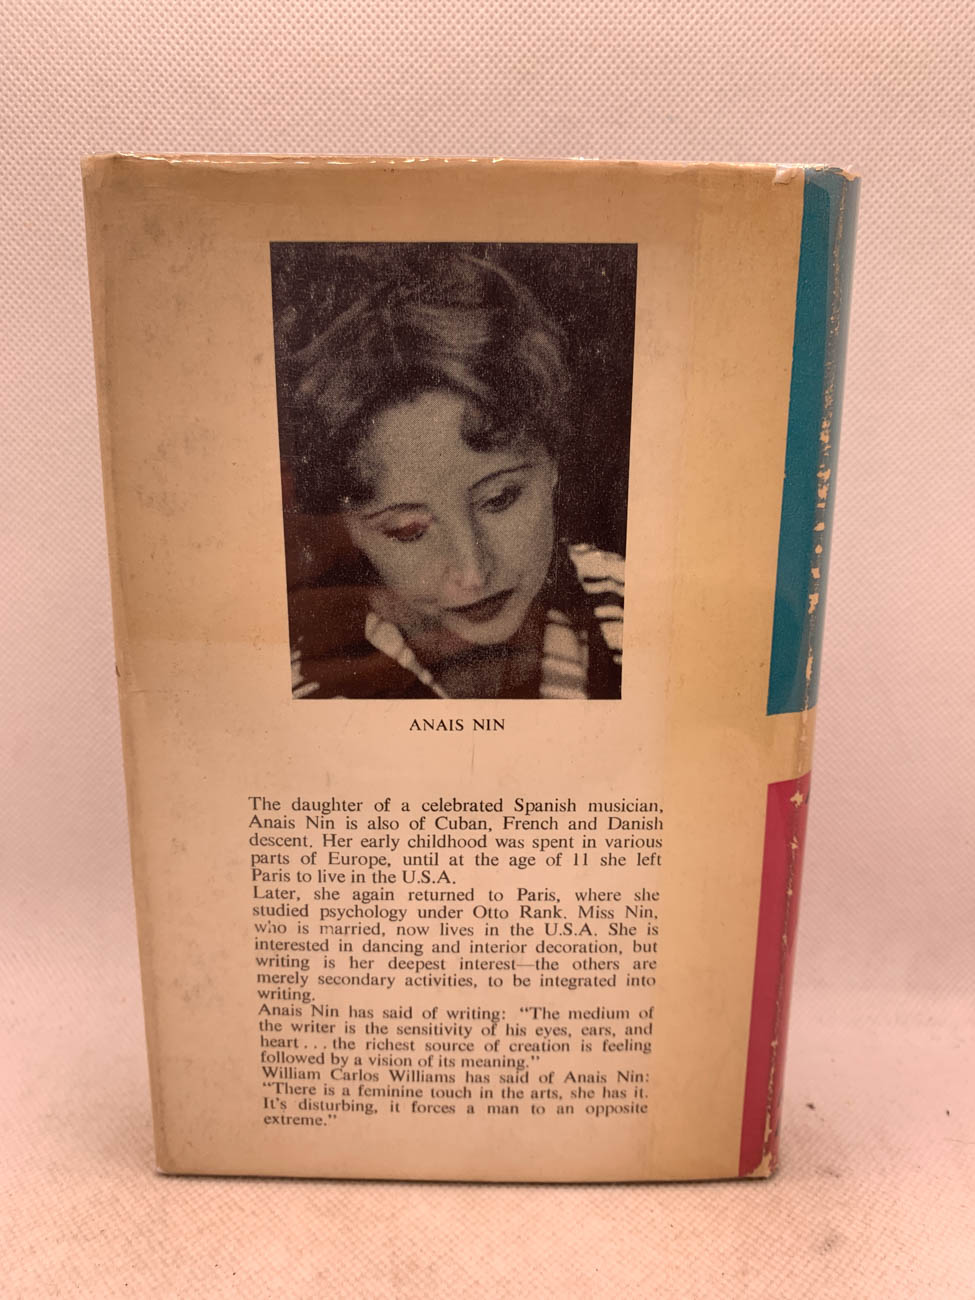 ANAIS NIN
The daughter of a celebrated Spanish musician,
Anais Nin is also of Cuban, French and Danish
descent. Her early childhood was spent in various
parts of Europe, until at the age of 11 she left
Paris to live in the U.S.A.
Later, she again returned to Paris, where she
studied psychology under Otto Rank. Miss Nin,
who is married, now lives in the U.S.A. She is
interested in dancing and interior decoration, but
writing is her deepest interest—the others are
merely secondary activities, to be integrated into
writing.
Anais Nin has said of writing: "The medium of
the writer is the sensitivity of his eyes, ears, and
heart . . . the richest source of creation is feeling
followed by a vision of its meaning."
William Carlos Williams has said of Anais Nin:
"There is a feminine touch in the arts, she has it.
It's disturbing, it forces a man to an opposite
extreme."